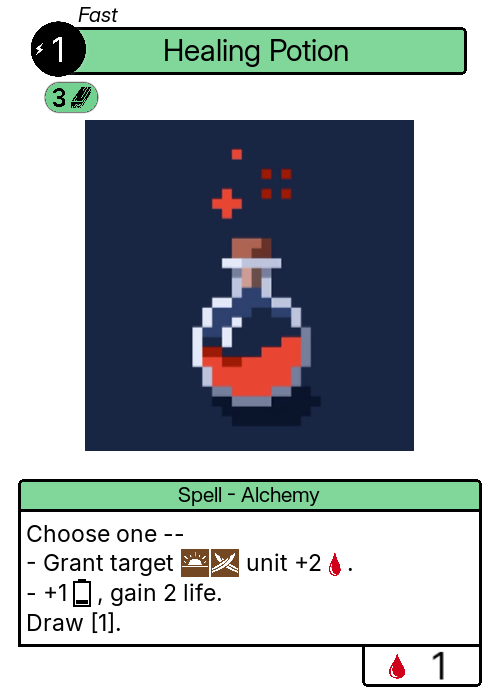 Fast
1
Healing Potion
3
Spell - Alchemy
Choose one --
- Grant target unit +2 .
- +1 , gain 2 life.
Draw [1].
1